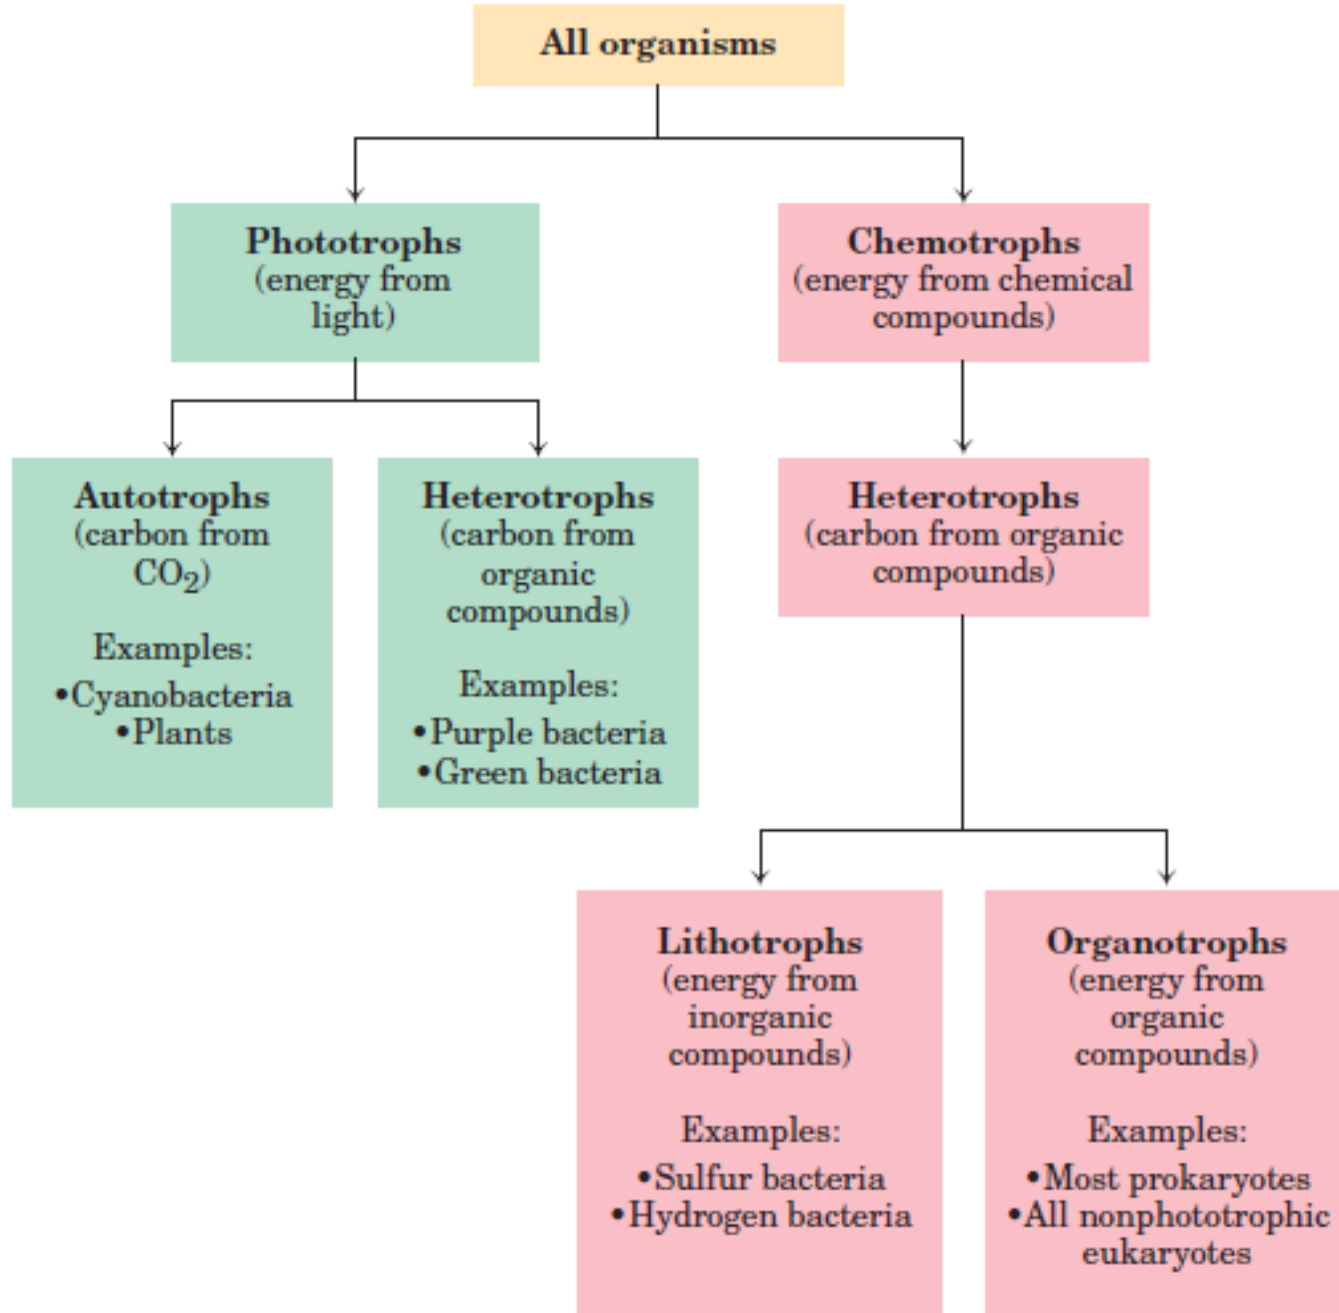 All organisms
Phototrophs
(energy from
light)
Chemotrophs
(energy from chemical
compounds)
Autotrophs
(carbon from
CO₂)
Examples:
•Cyanobacteria
•Plants
Heterotrophs
(carbon from
organic
compounds)
Examples:
•Purple bacteria
•Green bacteria
Heterotrophs
(carbon from organic
compounds)
Lithotrophs
(energy from
inorganic
compounds)
Examples:
•Sulfur bacteria
•Hydrogen bacteria
Organotrophs
(energy from
organic
compounds)
Examples:
•Most prokaryotes
•All nonphototrophic
eukaryotes